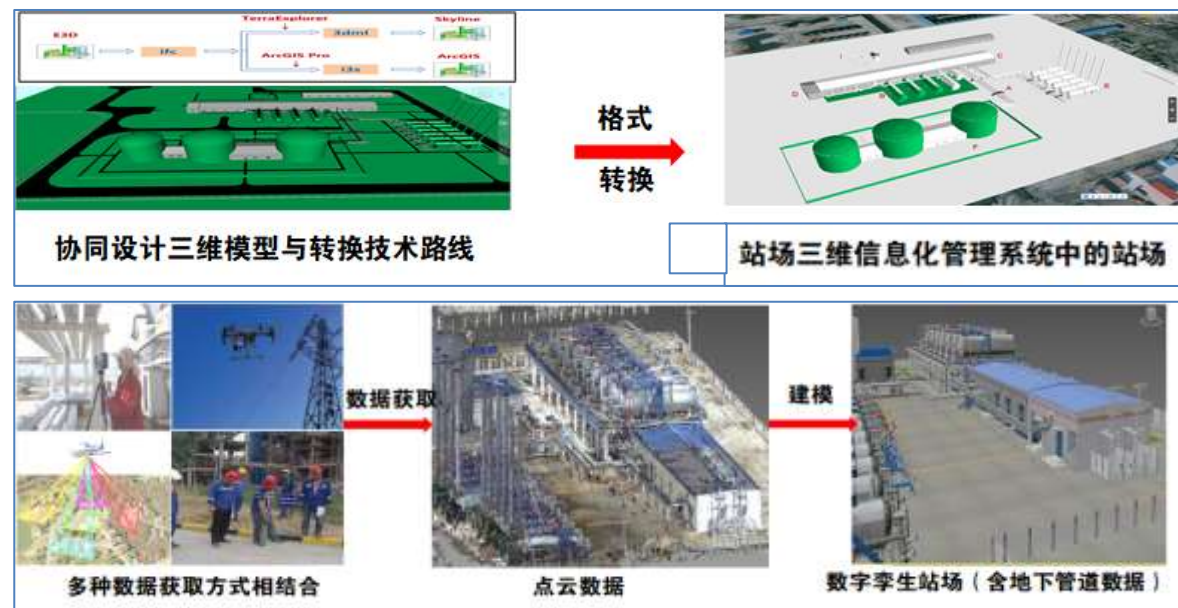 TerraExplorer
Skyline
E3D
ifc
3dml
ArcGIS Pro
ArcGIS
i3s
格式
转换
协同设计三维模型与转换技术路线
站场三维信息化管理系统中的站场
数据获取
建模
多种数据获取方式相结合
点云数据
数字孪生站场（含地下管道数据）